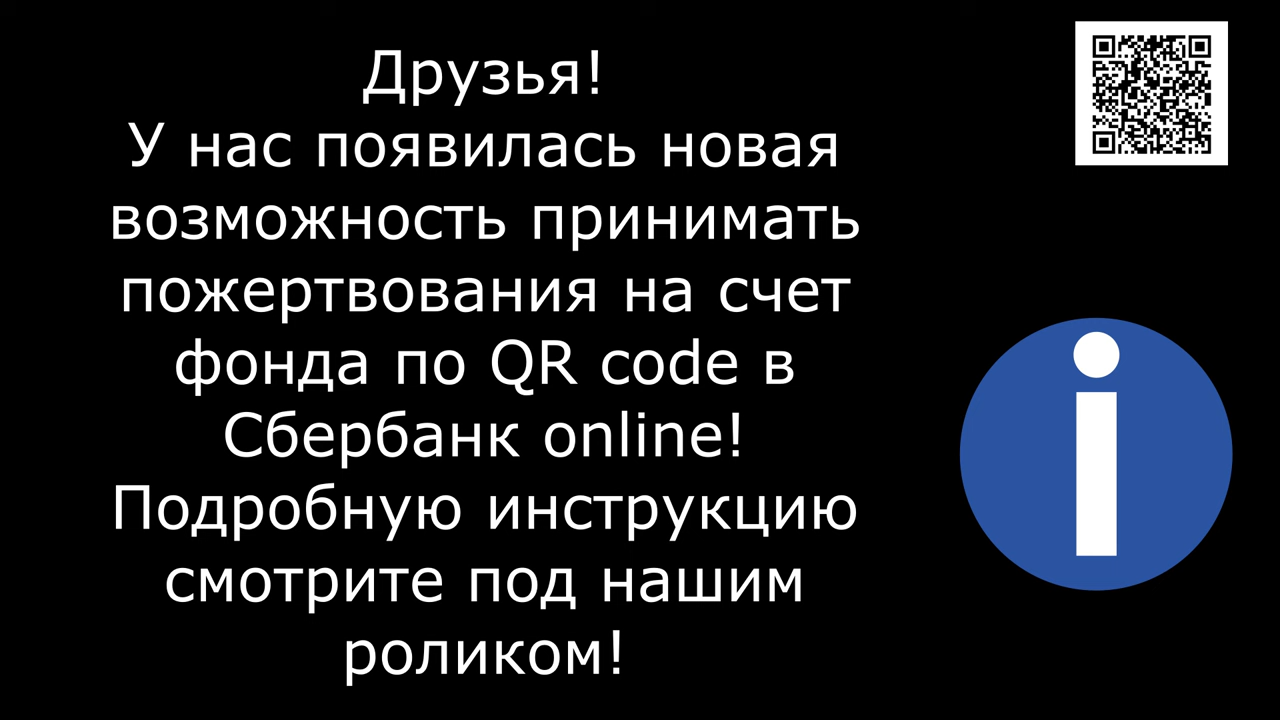 Друзья!
У нас появилась новая
возможность принимать
пожертвования на счет
фонда по QR code в
Сбербанк online!
Подробную инструкцию
смотрите под нашим
роликом!
i